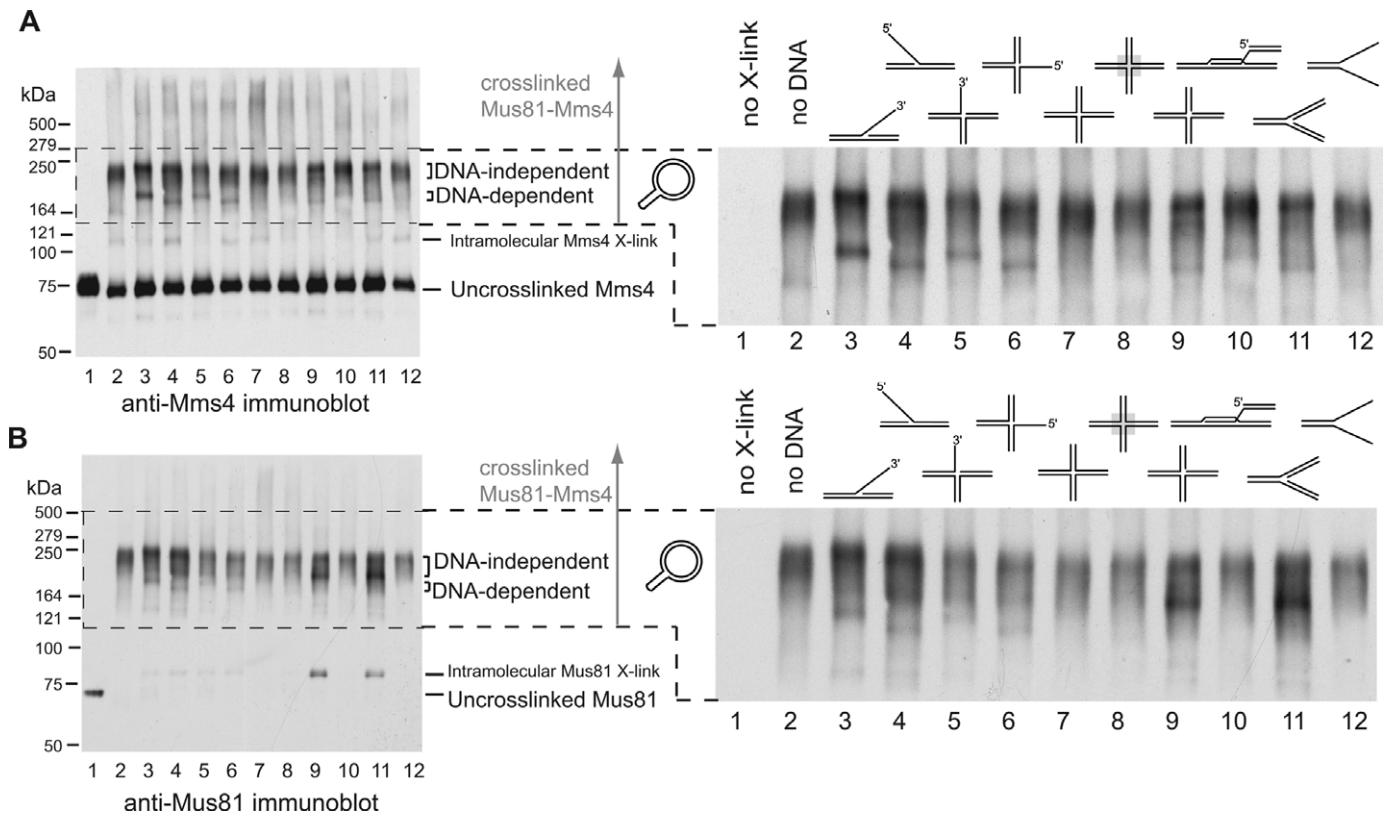 A
kDa
500
279
250
164
121
100
75
50
1 2 3 4 5 6 7 8 9 10 11 12
anti-Mms4 immunoblot
crosslinked
Mus81-Mms4
DNA-independent
DNA-dependent
Intramolecular Mms4 X-link
Uncrosslinked Mms4
no X-link
no DNA
5'
5'
5'
3'
3'
1 2 3 4 5 6 7 8 9 10 11 12
B
kDa
500
279
250
164
121
100
75
50
1 2 3 4 5 6 7 8 9 10 11 12
anti-Mus81 immunoblot
crosslinked
Mus81-Mms4
DNA-independent
DNA-dependent
Intramolecular Mus81 X-link
Uncrosslinked Mus81
no X-link
no DNA
5'
5'
5'
3'
3'
1 2 3 4 5 6 7 8 9 10 11 12